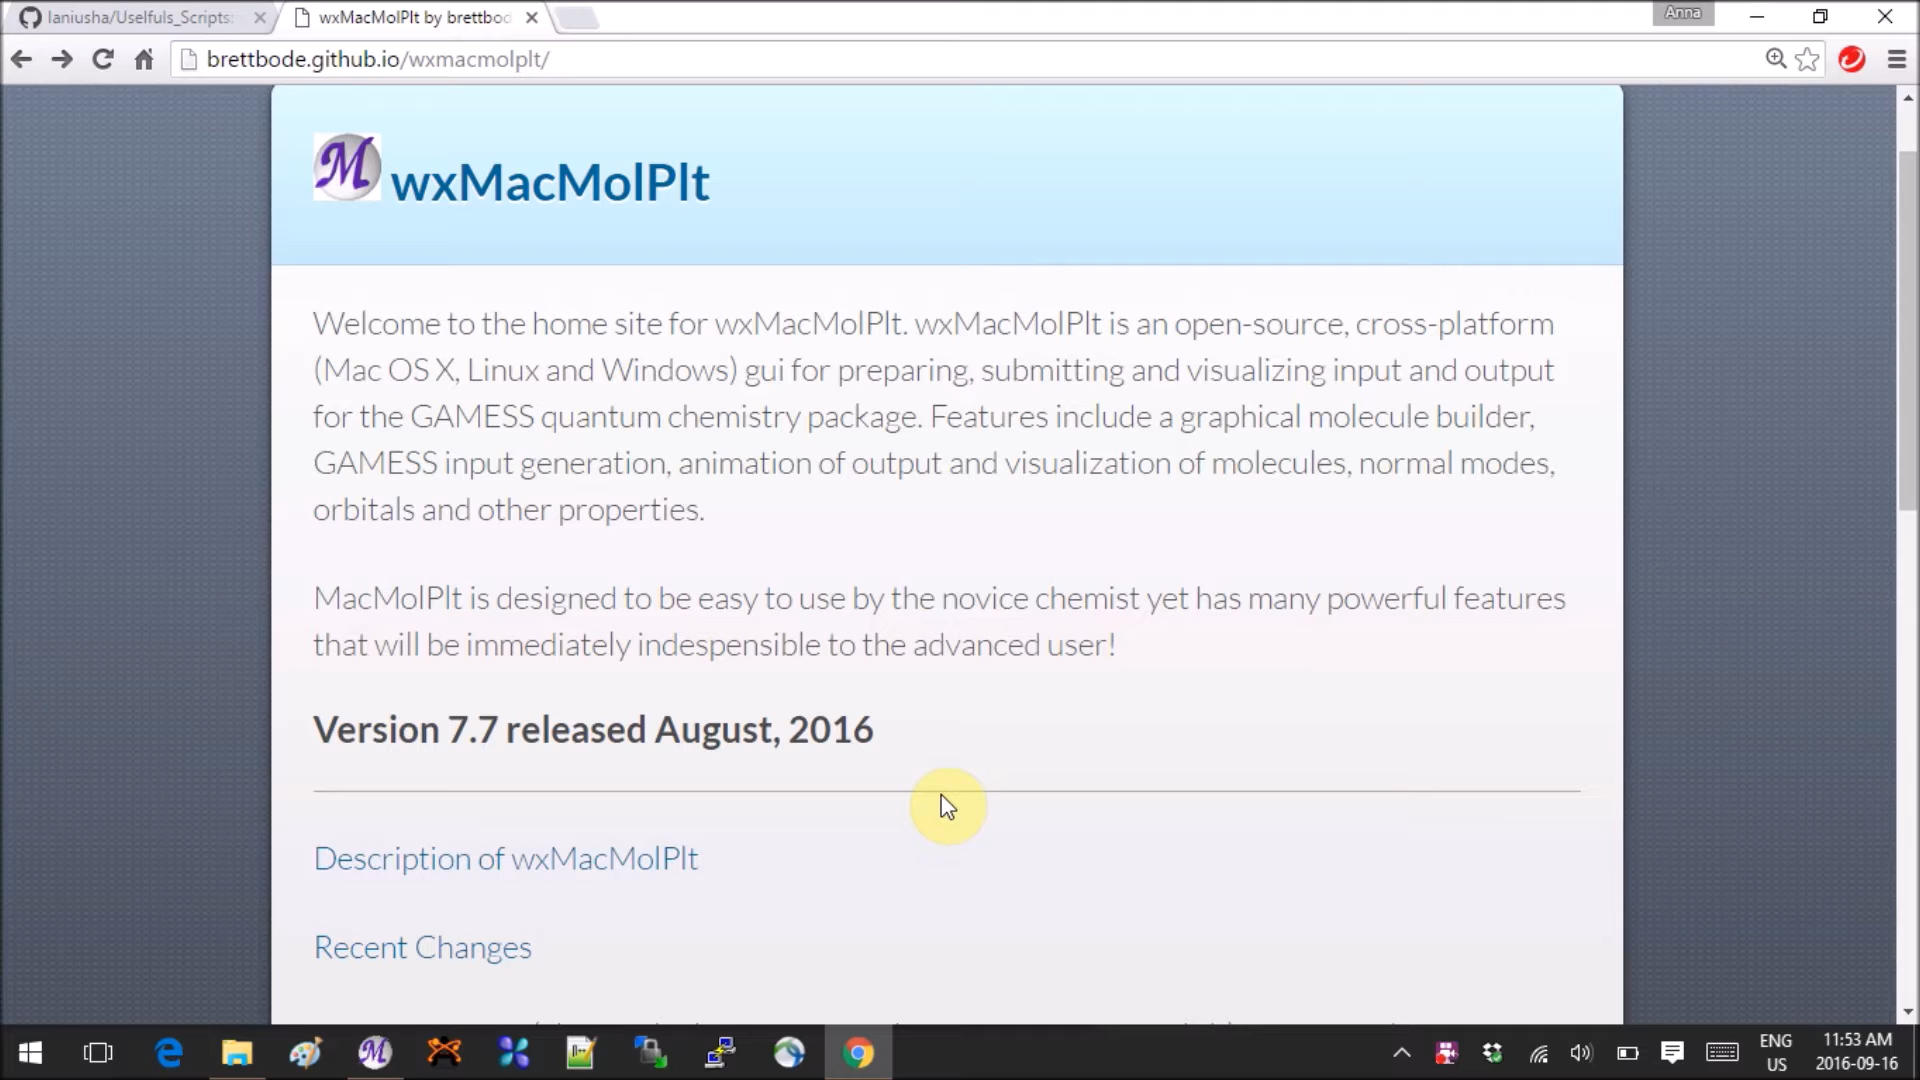 laniusha/Uselfuls_Scripts:
wxMacMolPlt by brettbod
Anna
brettbode.github.io/wxmacmolplt/
M wxMacMolPlt
Welcome to the home site for wxMacMolPlt. wxMacMolPlt is an open-source, cross-platform
(Mac OS X, Linux and Windows) gui for preparing, submitting and visualizing input and output
for the GAMESS quantum chemistry package. Features include a graphical molecule builder,
GAMESS input generation, animation of output and visualization of molecules, normal modes,
orbitals and other properties.
MacMolPlt is designed to be easy to use by the novice chemist yet has many powerful features
that will be immediately indespensible to the advanced user!
Version 7.7 released August, 2016
Description of wxMacMolPlt
Recent Changes
ENG
US
11:53 AM
2016-09-16